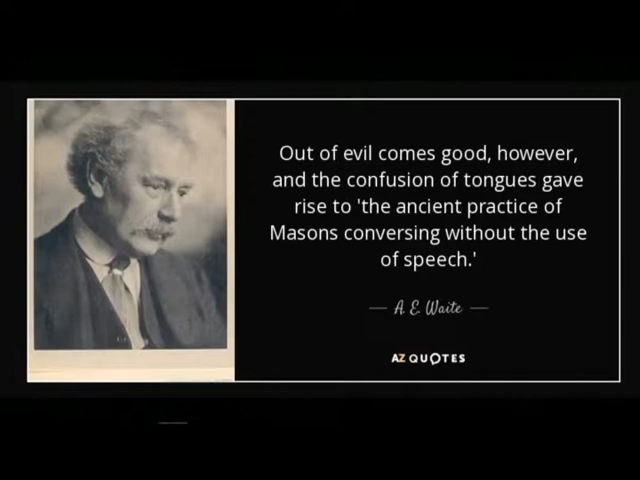 Out of evil comes good, however,
and the confusion of tongues gave
rise to 'the ancient practice of
Masons conversing without the use
of speech.'
— A. E. Waite —
AZ QUOTES